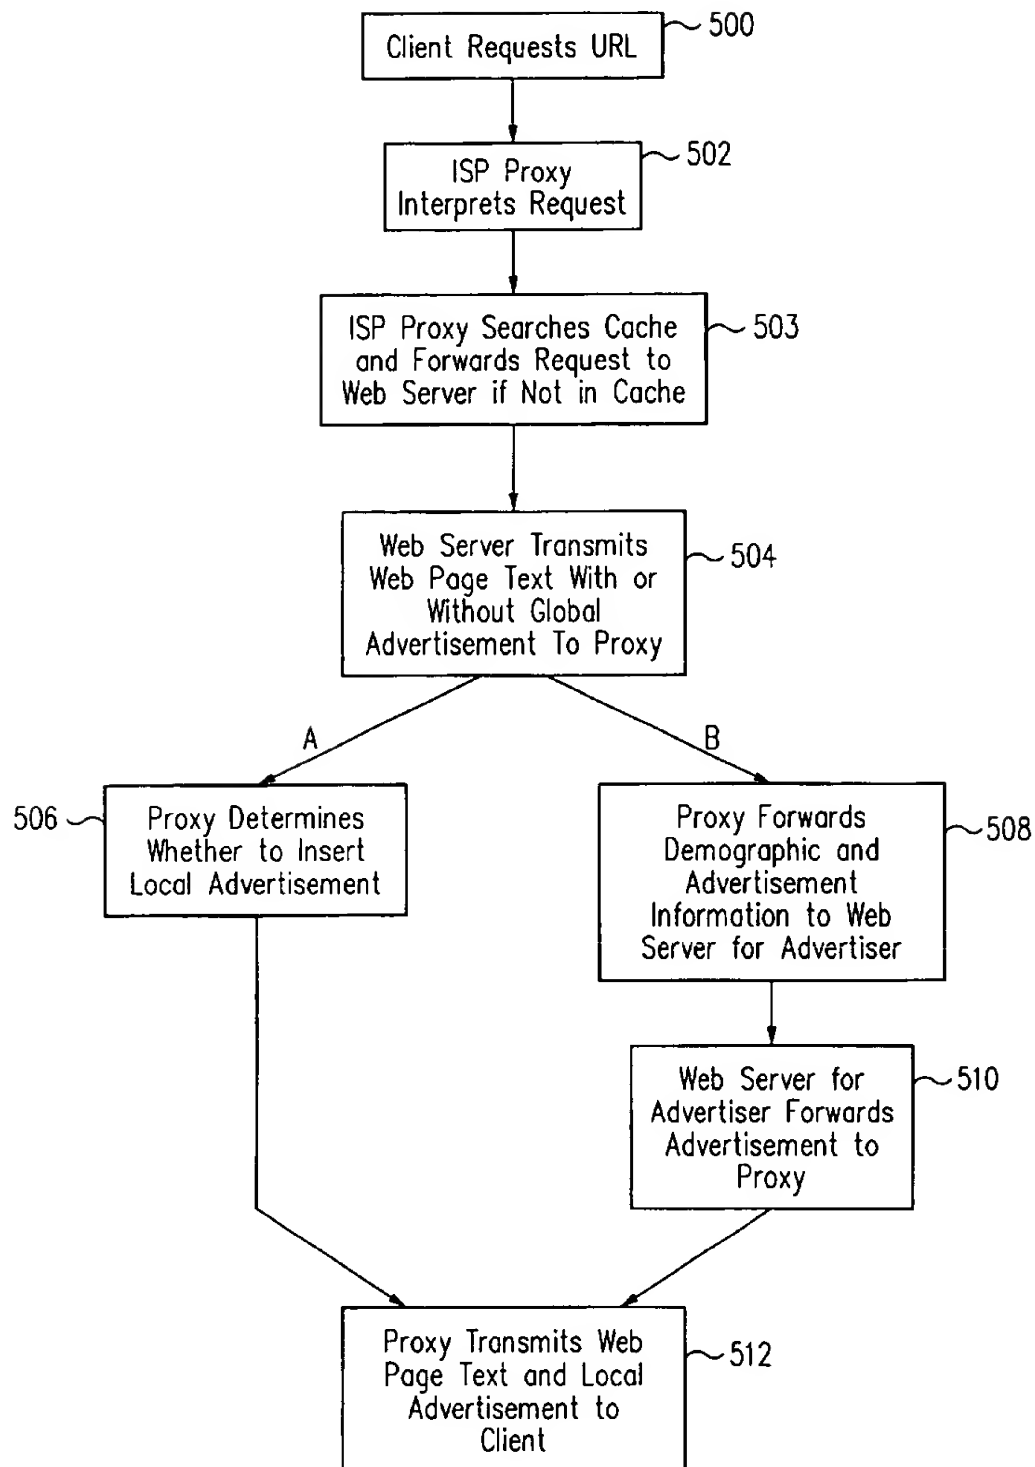 Client Requests URL
500
ISP Proxy
Interprets Request
502
ISP Proxy Searches Cache
and Forwards Request to
Web Server if Not in Cache
503
Web Server Transmits
Web Page Text With or
Without Global
Advertisement To Proxy
504
A
B
506
Proxy Determines
Whether to Insert
Local Advertisement
Proxy Forwards
Demographic and
Advertisement
Information to Web
Server for Advertiser
508
Web Server for
Advertiser Forwards
Advertisement to
Proxy
510
Proxy Transmits Web
Page Text and Local
Advertisement to
Client
512